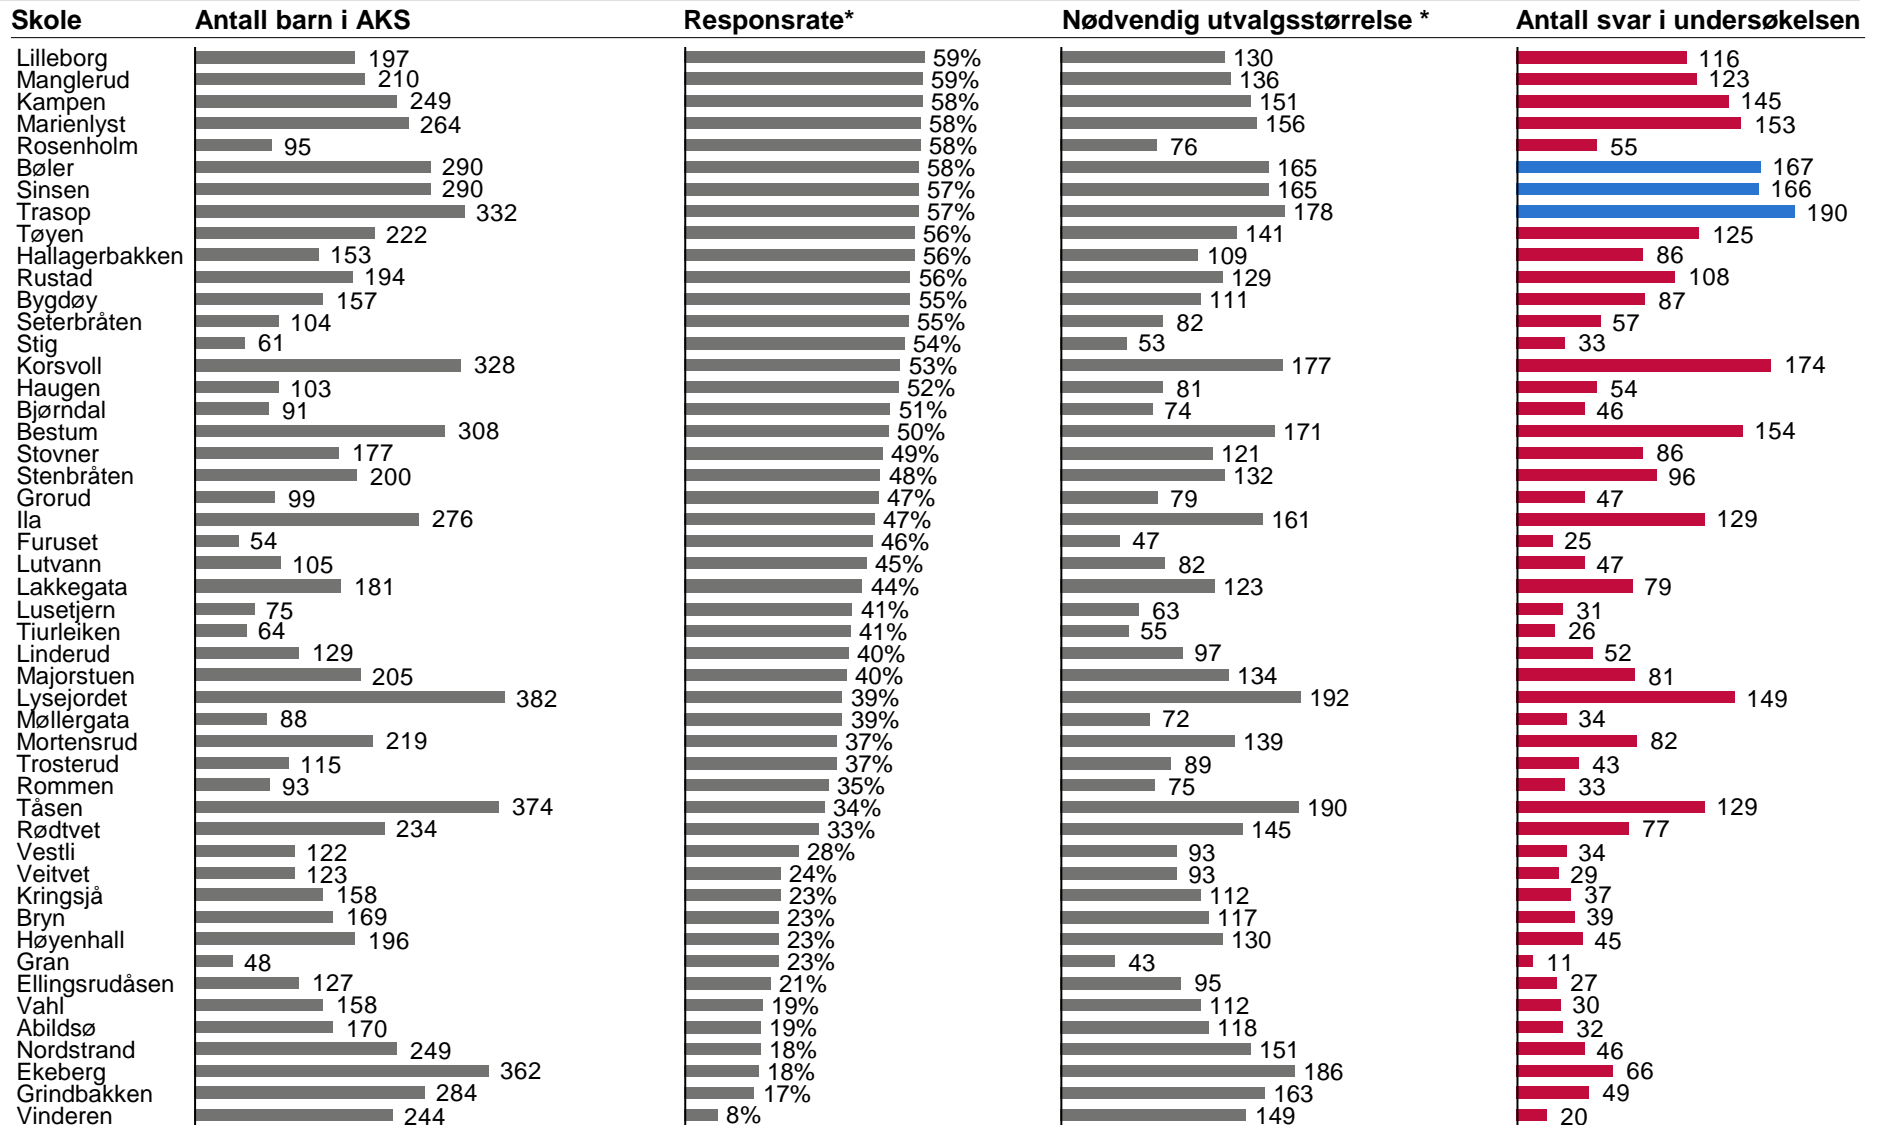 Skole Antall barn i AKS Responsrate* Nødvendig utvalgsstørrelse * Antall svar i undersøkelsen
Lilleborg 197 59% 130 116
Manglerud 210 59% 136 123
Kampen 249 58% 151 145
Marienlyst 264 58% 156 153
Rosenholm 95 58% 76 55
Bøler 290 58% 165 167
Sinsen 290 57% 165 166
Trasop 332 57% 178 190
Tøyen 222 56% 141 125
Hallagerbakken 153 56% 109 86
Rustad 194 56% 129 108
Bygdøy 157 55% 111 87
Seterbråten 104 55% 82 57
Stig 61 54% 53 33
Korsvoll 328 53% 177 174
Haugen 103 52% 81 54
Bjørndal 91 51% 74 46
Bestum 308 50% 171 154
Stovner 177 49% 121 86
Stenbråten 200 48% 132 96
Grorud 99 47% 79 47
Ila 276 47% 161 129
Furuset 54 46% 47 25
Lutvann 105 45% 82 47
Lakkegata 181 44% 123 79
Lusetjern 75 41% 63 31
Tiurleiken 64 41% 55 26
Linderud 129 40% 97 52
Majorstuen 205 40% 134 81
Lysejordet 382 39% 192 149
Møllergata 88 39% 72 34
Mortensrud 219 37% 139 82
Trosterud 115 37% 89 43
Rommen 93 35% 75 33
Tåsen 374 34% 190 129
Rødtvet 234 33% 145 77
Vestli 122 28% 93 34
Veitvet 123 24% 93 29
Kringsjå 158 23% 112 37
Bryn 169 23% 117 39
Høyenhall 196 23% 130 45
Gran 48 23% 43 11
Ellingsrudåsen 127 21% 95 27
Vahl 158 19% 112 30
Abildsø 170 19% 118 32
Nordstrand 249 18% 151 46
Ekeberg 362 18% 186 66
Grindbakken 284 17% 163 49
Vinderen 244 8% 149 20